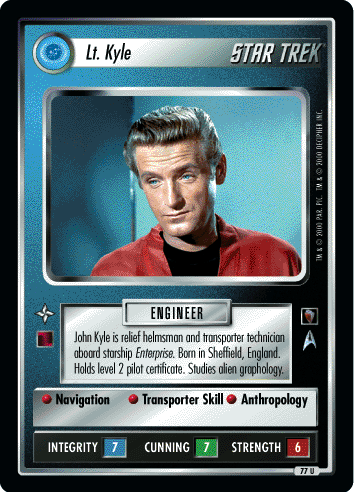 Lt. Kyle STAR TREK
TM & © 2000 PAR. PIC. TM & © 2000 DECIPHER INC.
ENGINEER
John Kyle is relief helmsman and transporter technician
aboard starship Enterprise. Born in Sheffield, England.
Holds level 2 pilot certificate. Studies alien graphology.
Navigation Transporter Skill Anthropology
INTEGRITY 7 CUNNING 7 STRENGTH 6
77 U